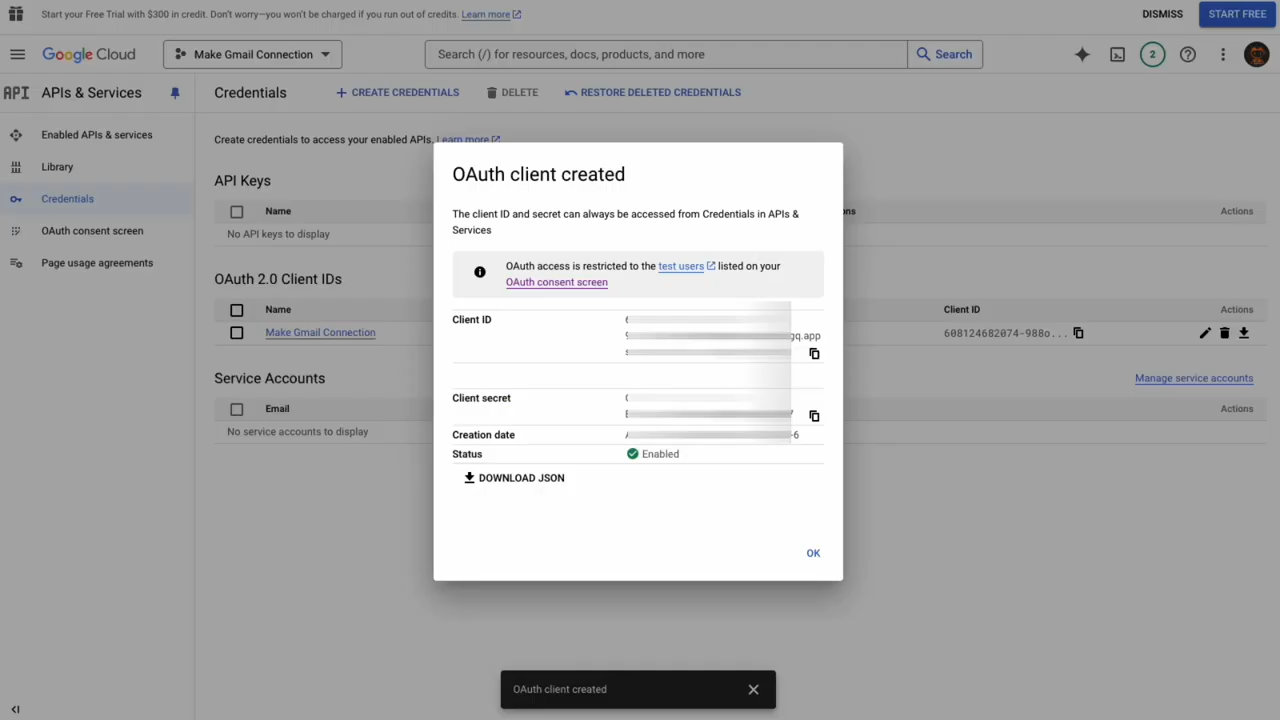 Start your Free Trial with $300 in credit. Don't worry—you won't be charged if you run out of credits. Learn more
DISMISS
START FREE
Google Cloud
Make Gmail Connection
Search (/) for resources, docs, products, and more
Search
2
API
APIs & Services
Credentials
CREATE CREDENTIALS
DELETE
RESTORE DELETED CREDENTIALS
Enabled APIs & services
Library
Credentials
OAuth consent screen
Page usage agreements
Create credentials to access your enabled APIs. Learn more
API Keys
Name
Actions
No API keys to display
OAuth 2.0 Client IDs
Name
Client ID
Actions
Make Gmail Connection
608124682074-988o...
Service Accounts
Manage service accounts
Email
Actions
No service accounts to display
OAuth client created
The client ID and secret can always be accessed from Credentials in APIs &
Services
OAuth access is restricted to the test users listed on your
OAuth consent screen
Client ID
gq.app
Client secret
Creation date
-6
Status
Enabled
DOWNLOAD JSON
OK
OAuth client created